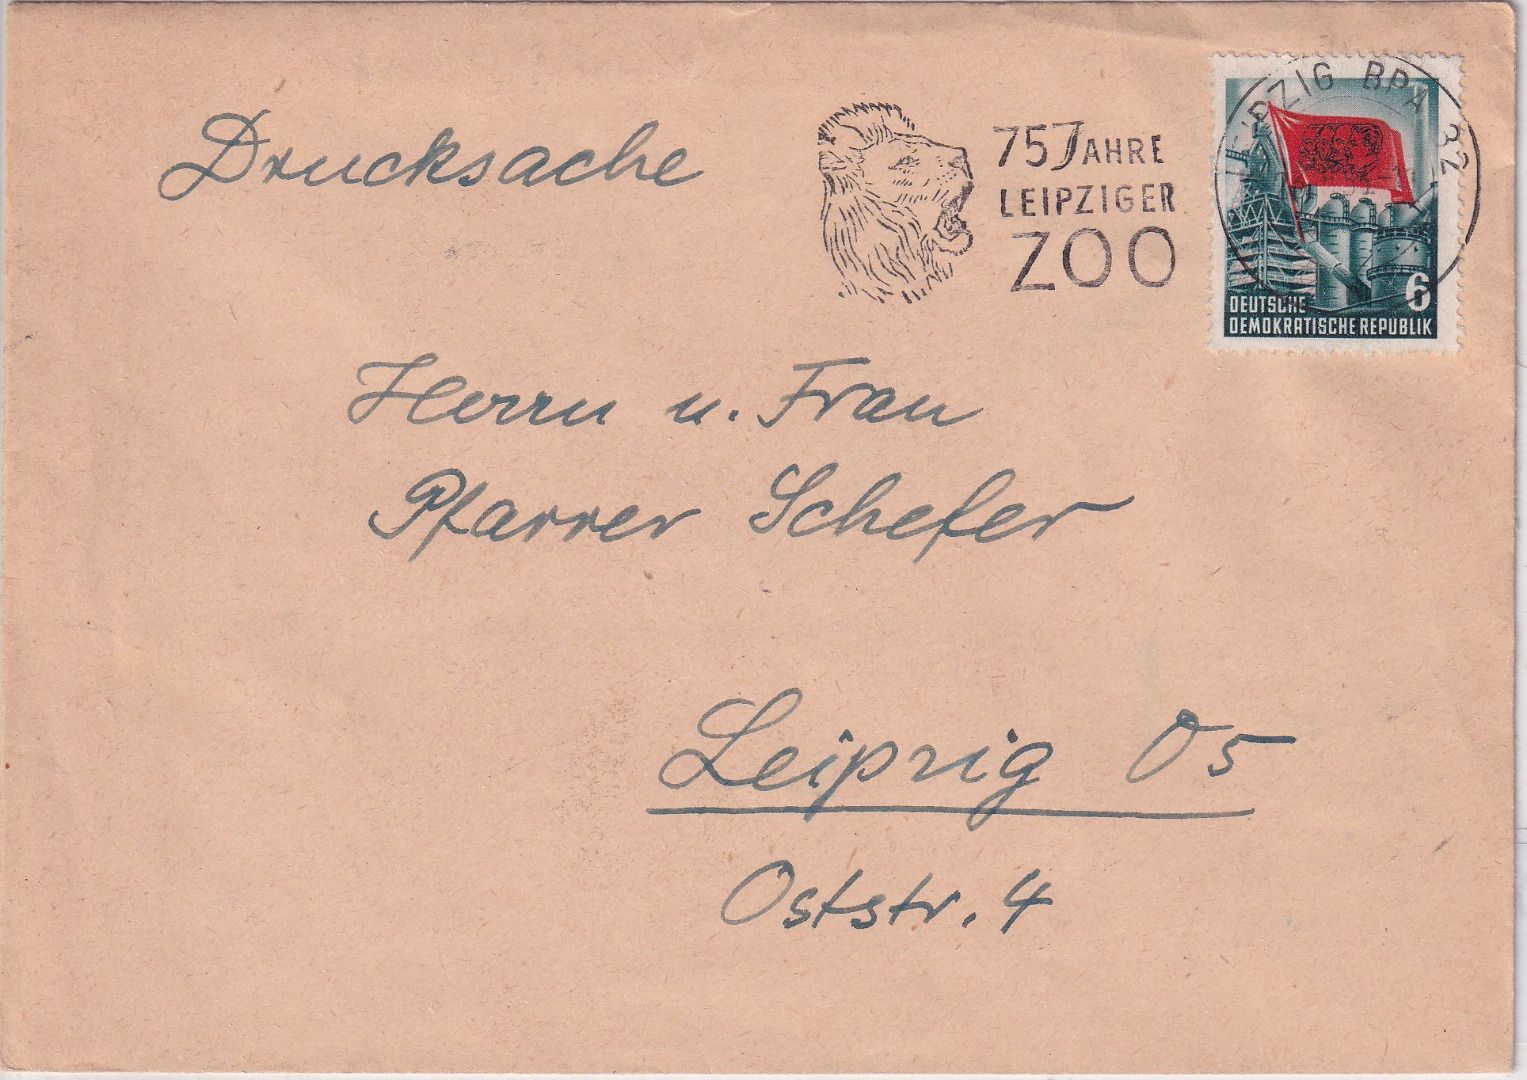 Drucksache
75 JAHRE
LEIPZIGER
ZOO
LEIPZIG BPA 32
6
DEUTSCHE
DEMOKRATISCHE REPUBLIK
Herrn u. Frau
Pfarrer Schefer
Leipzig O5
Oststr. 4